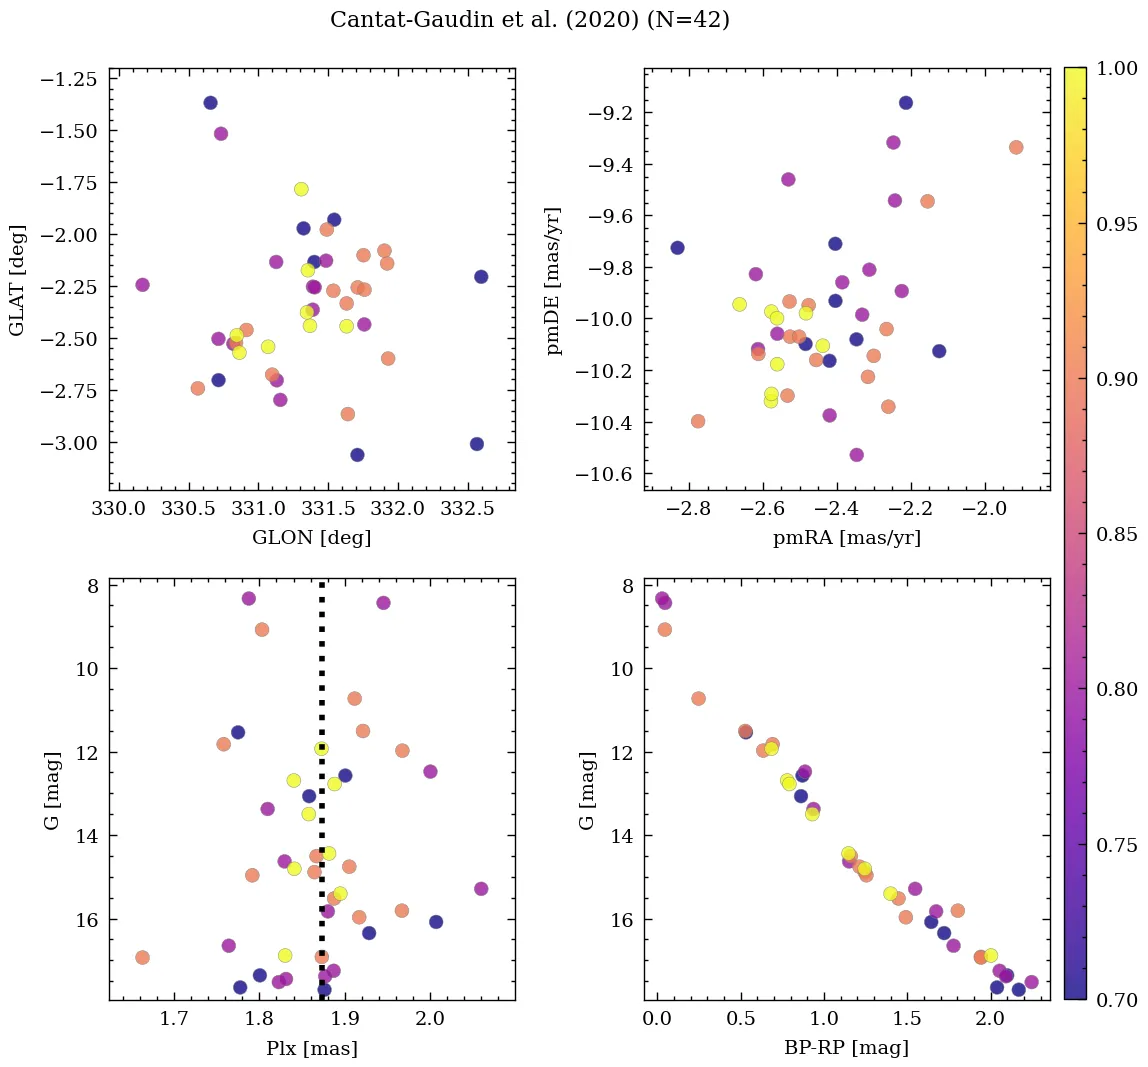 Cantat-Gaudin et al. (2020) (N=42)
−1.25
−1.50
−1.75
−2.00
−2.25
−2.50
−2.75
−3.00
GLAT [deg]
330.0 330.5 331.0 331.5 332.0 332.5
GLON [deg]
−9.2
−9.4
−9.6
−9.8
−10.0
−10.2
−10.4
−10.6
pmDE [mas/yr]
−2.8 −2.6 −2.4 −2.2 −2.0
pmRA [mas/yr]
8
10
12
14
16
G [mag]
1.7 1.8 1.9 2.0
Plx [mas]
8
10
12
14
16
G [mag]
0.0 0.5 1.0 1.5 2.0
BP-RP [mag]
1.00
0.95
0.90
0.85
0.80
0.75
0.70